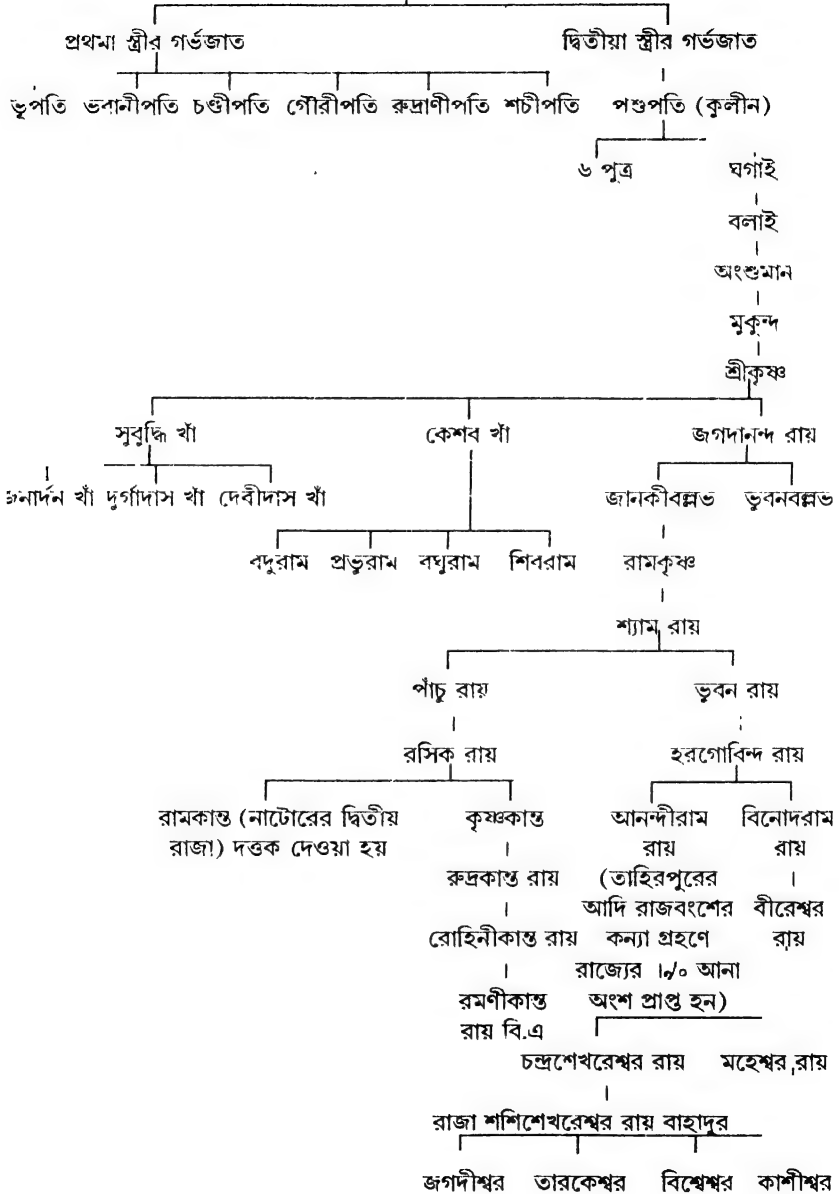 প্রথমা স্ত্রীর গর্ভজাত দ্বিতীয়া স্ত্রীর গর্ভজাত
ভূপতি ভবানীপতি চণ্ডীপতি গৌরীপতি রুদ্রাণীপতি শচীপতি পশুপতি (কুলীন)
৬ পুত্র ঘগাই
বলাই
অংশুমান
মুকুন্দ
শ্রীকৃষ্ণ
সুবুদ্ধি খাঁ কেশব খাঁ জগদানন্দ রায়
জনার্দন খাঁ দুর্গাদাস খাঁ দেবীদাস খাঁ জানকীবল্লভ ভুবনবল্লভ
বদুরাম প্রভুরাম বঘুরাম শিবরাম রামকৃষ্ণ
শ্যাম রায়
পাঁচু রায় ভুবন রায়
রসিক রায় হরগোবিন্দ রায়
রামকান্ত (নাটোরের দ্বিতীয় কৃষ্ণকান্ত আনন্দীরাম বিনোদরাম
রাজা) দত্তক দেওয়া হয় রায় রায়
রুদ্রকান্ত রায় (তাহিরপুরের
আদি রাজবংশের বীরেশ্বর
রোহিনীকান্ত রায় কন্যা গ্রহণে রায়
রাজ্যের ।৵০ আনা
রমণীকান্ত অংশ প্রাপ্ত হন)
রায় বি.এ
চন্দ্রশেখরেশ্বর রায় মহেশ্বর রায়
রাজা শশিশেখরেশ্বর রায় বাহাদুর
জগদীশ্বর তারকেশ্বর বিশ্বেশ্বর কাশীশ্বর